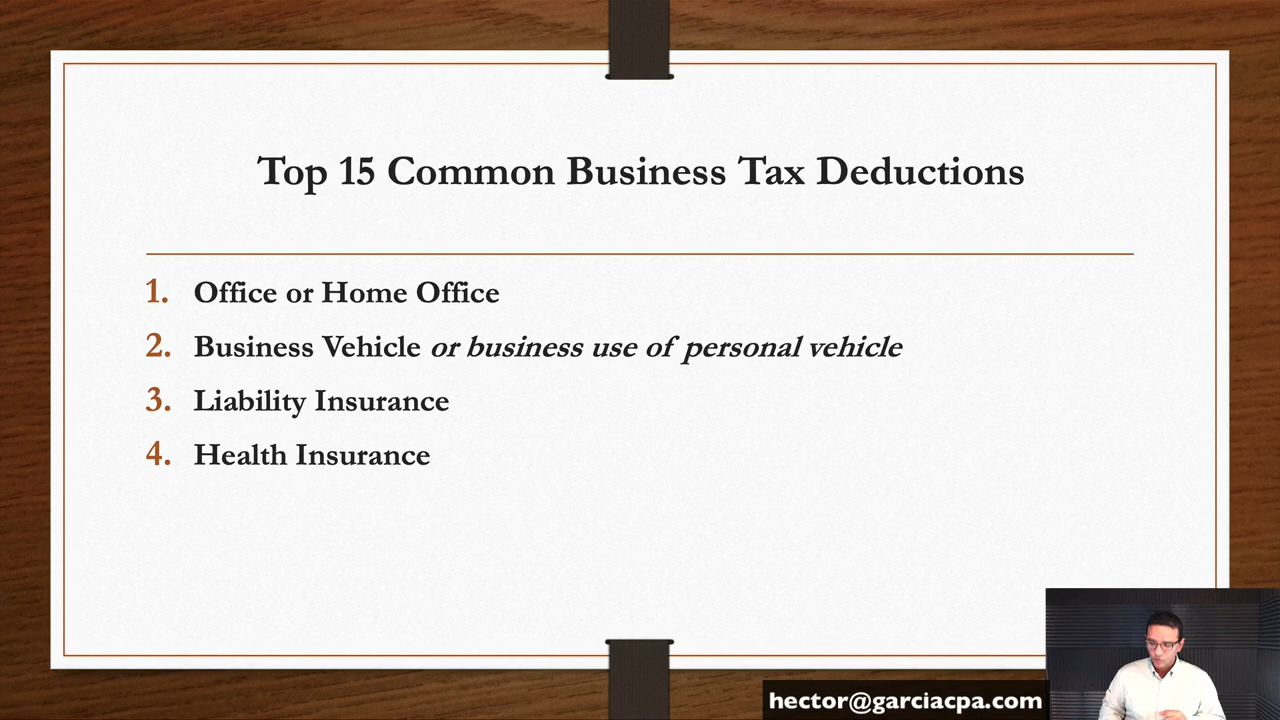 Top 15 Common Business Tax Deductions
1. Office or Home Office
2. Business Vehicle or business use of personal vehicle
3. Liability Insurance
4. Health Insurance
hector@garciacpa.com